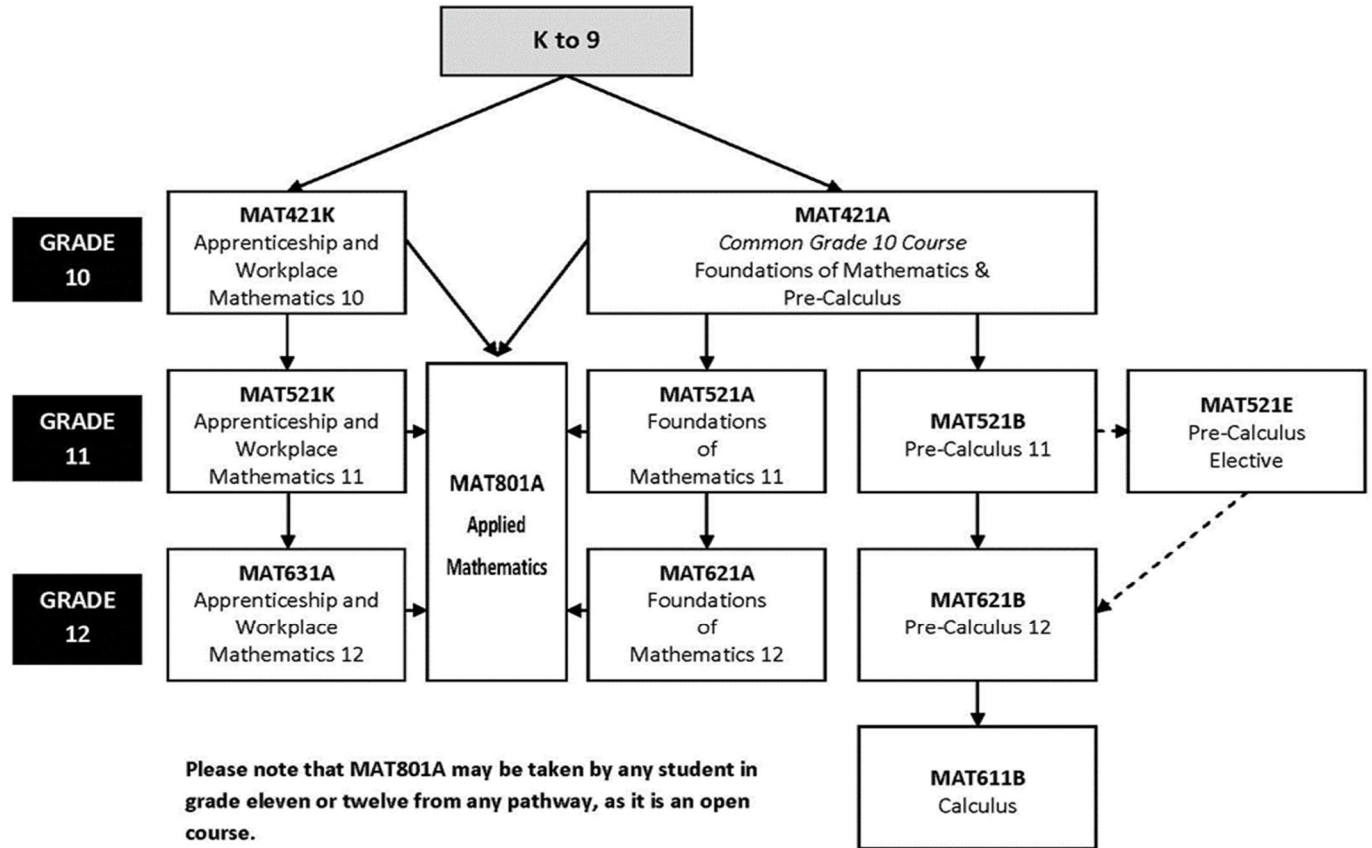 K to 9
GRADE
10
MAT421K
Apprenticeship and
Workplace
Mathematics 10
MAT421A
Common Grade 10 Course
Foundations of Mathematics &
Pre-Calculus
GRADE
11
MAT521K
Apprenticeship and
Workplace
Mathematics 11
MAT801A
Applied
Mathematics
MAT521A
Foundations
of
Mathematics 11
MAT521B
Pre-Calculus 11
MAT521E
Pre-Calculus
Elective
GRADE
12
MAT631A
Apprenticeship and
Workplace
Mathematics 12
MAT621A
Foundations
of
Mathematics 12
MAT621B
Pre-Calculus 12
Please note that MAT801A may be taken by any student in
grade eleven or twelve from any pathway, as it is an open
course.
MAT611B
Calculus